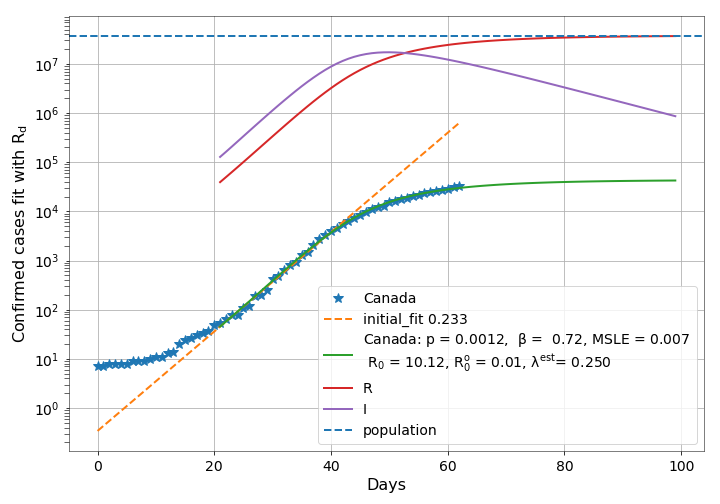 Confirmed cases fit with R_d
10^7
10^6
10^5
10^4
10^3
10^2
10^1
10^0
Canada
initial_fit 0.233
Canada: p = 0.0012,  β =  0.72, MSLE = 0.007
R_0 = 10.12, R_0^o = 0.01, λ^est= 0.250
R
I
population
0 20 40 60 80 100
Days